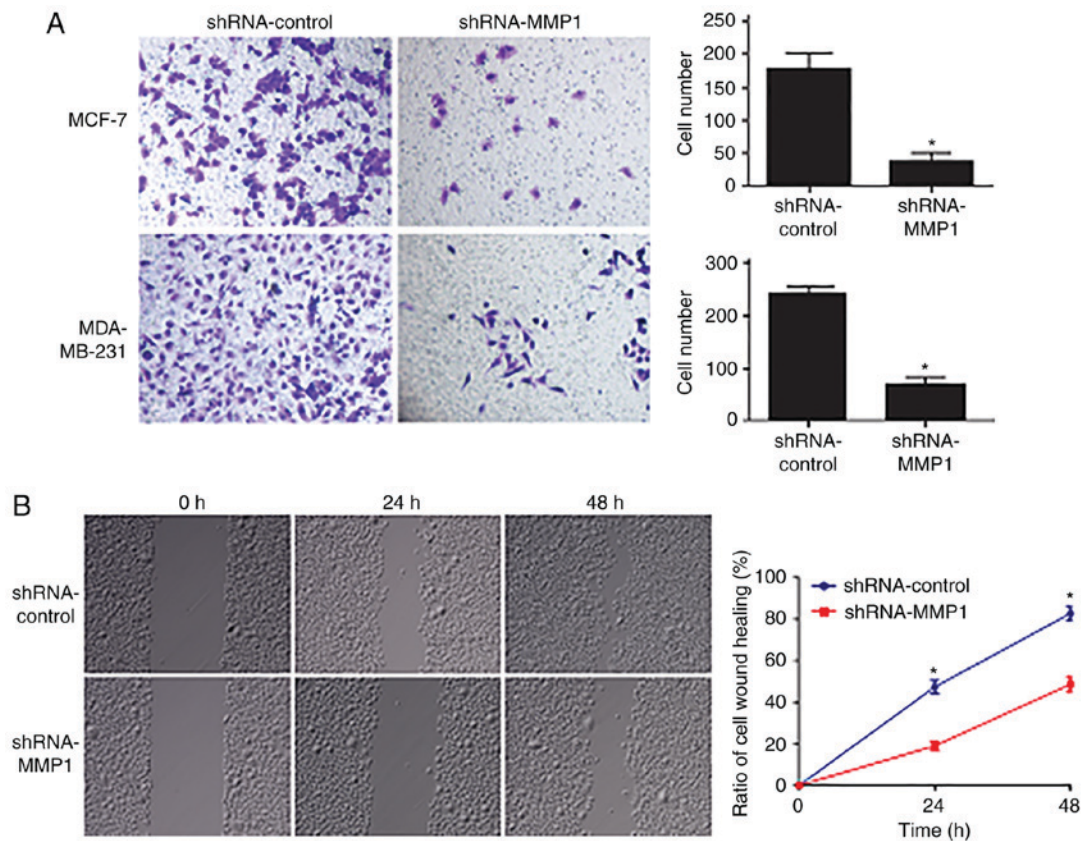 A
shRNA-control
shRNA-MMP1
MCF-7
MDA-
MB-231
Cell number
250
200
150
100
50
0
*
shRNA-
control
shRNA-
MMP1
Cell number
300
200
100
0
*
shRNA-
control
shRNA-
MMP1
B
0 h
24 h
48 h
shRNA-
control
shRNA-
MMP1
Ratio of cell wound healing (%)
100
80
60
40
20
0
shRNA-control
shRNA-MMP1
*
*
0
24
48
Time (h)